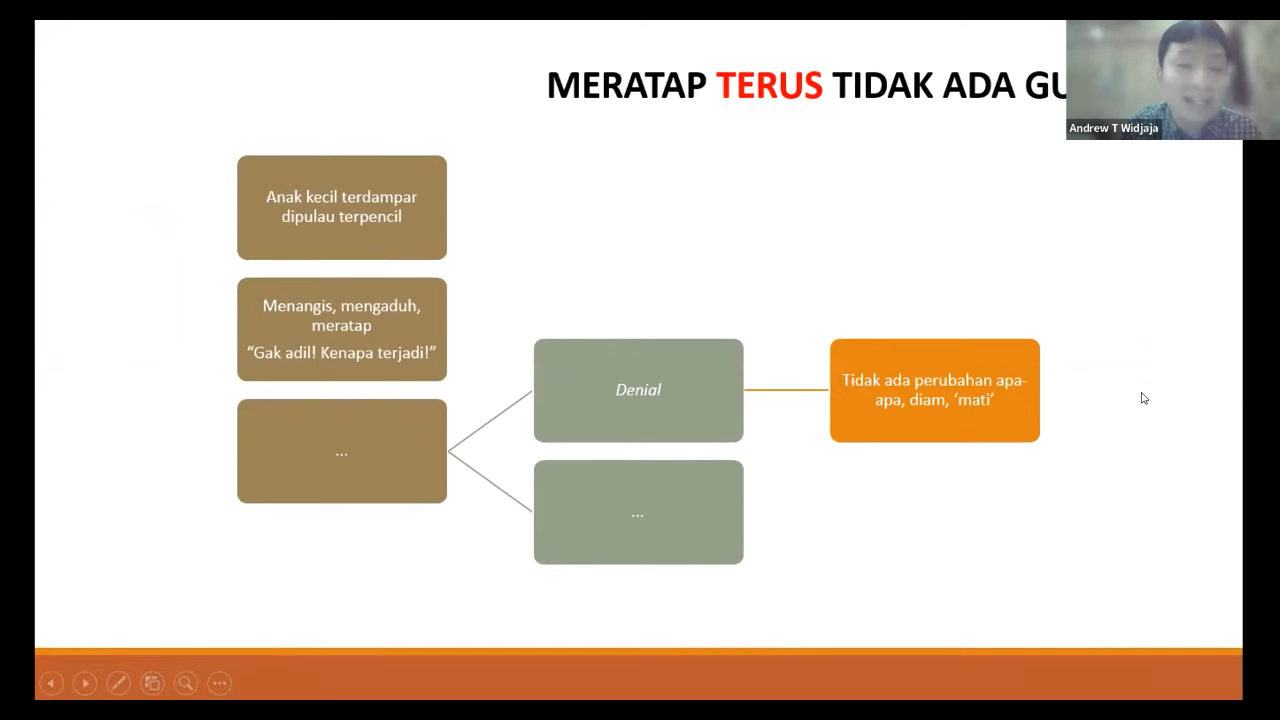 MERATAP TERUS TIDAK ADA
Andrew T Widjaja
Anak kecil terdampar
dipulau terpencil
Menangis, mengaduh,
meratap
“Gak adil! Kenapa terjadi!”
...
Denial
...
Tidak ada perubahan apa-
apa, diam, ‘mati’